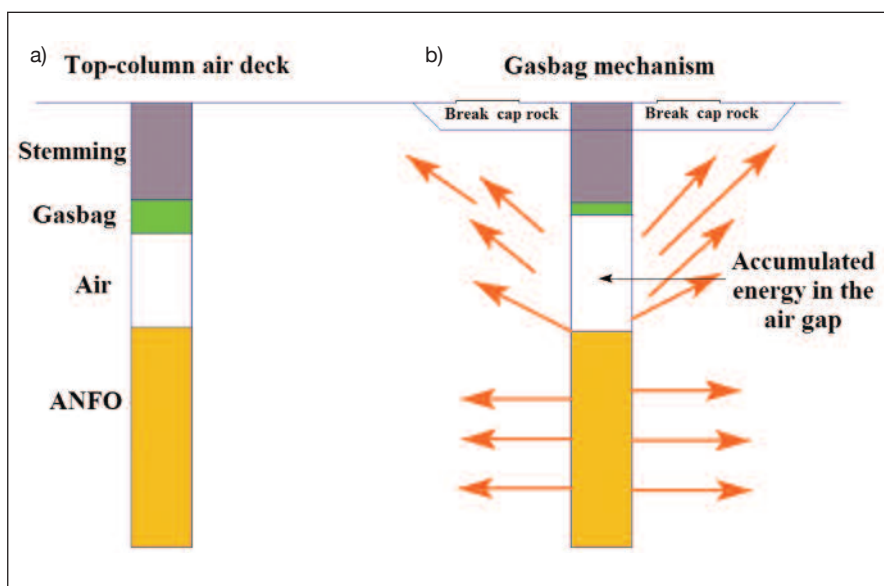 a)
Top-column air deck
Stemming
Gasbag
Air
ANFO
b)
Gasbag mechanism
Break cap rock
Break cap rock
Accumulated
energy in the
air gap